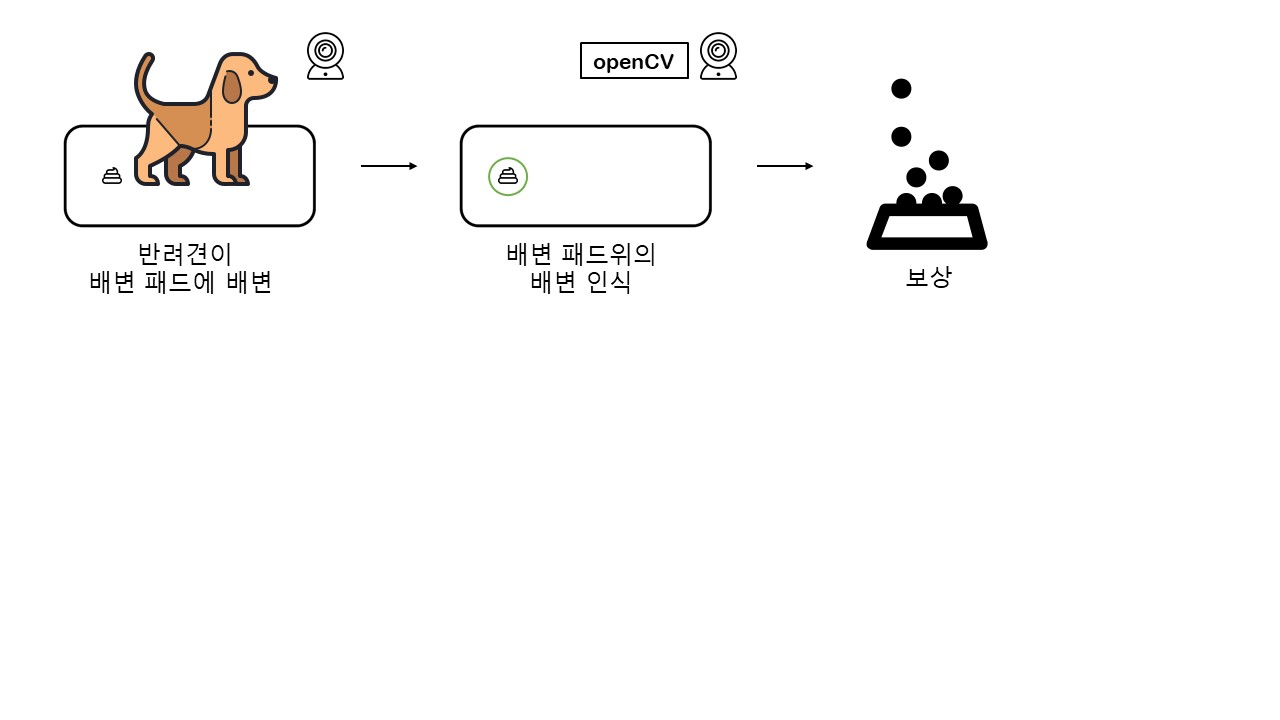 openCV
반려견이
배변 패드에 배변
배변 패드위의
배변 인식
보상